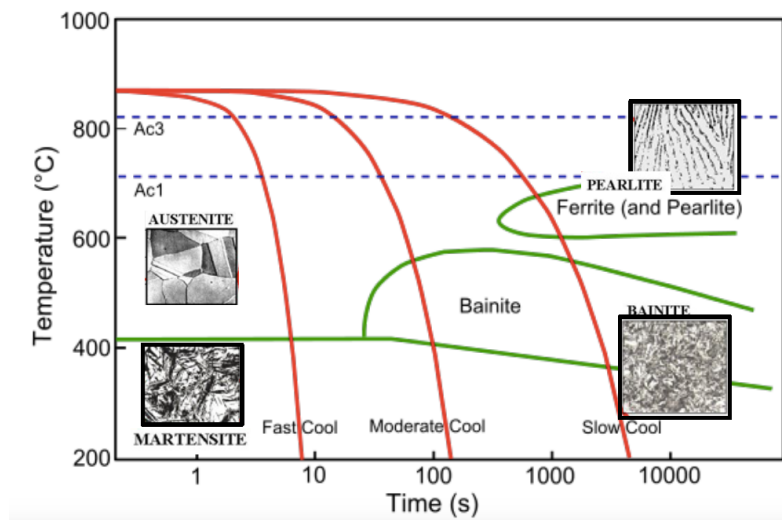 1000
800
600
400
200
Temperature (°C)
Ac3
Ac1
AUSTENITE
MARTENSITE
PEARLITE
Ferrite (and Pearlite)
Bainite
BAINITE
Fast Cool
Moderate Cool
Slow Cool
1
10
100
1000
10000
Time (s)